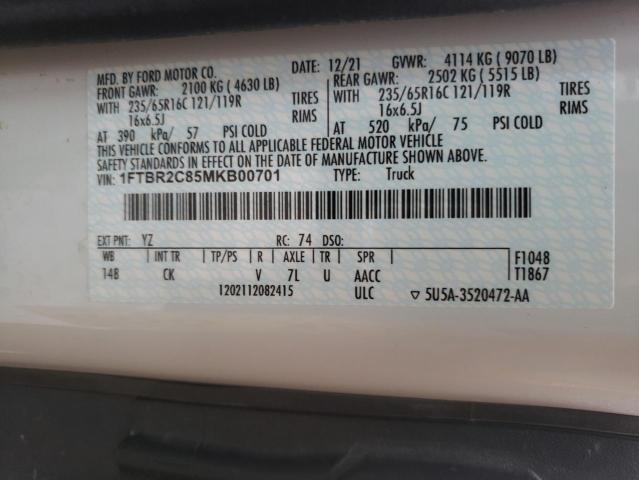 MFD. BY FORD MOTOR CO. DATE: 12/21 GVWR: 4114 KG ( 9070 LB)
FRONT GAWR: 2100 KG ( 4630 LB) REAR GAWR: 2502 KG ( 5515 LB)
WITH 235/65R16C 121/119R TIRES WITH 235/65R16C 121/119R TIRES
16x6.5J RIMS 16x6.5J RIMS
AT 390 kPa/ 57 PSI COLD AT 520 kPa/ 75 PSI COLD
THIS VEHICLE CONFORMS TO ALL APPLICABLE FEDERAL MOTOR VEHICLE
SAFETY STANDARDS IN EFFECT ON THE DATE OF MANUFACTURE SHOWN ABOVE.
VIN: 1FTBR2C85MKB00701 TYPE: Truck
EXT PNT: YZ RC: 74 DSO:
WB INT TR TP/PS R AXLE TR SPR F1048
148 CK V 7L U AACC T1867
1202112082415 ULC ▽ 5U5A-3520472-AA